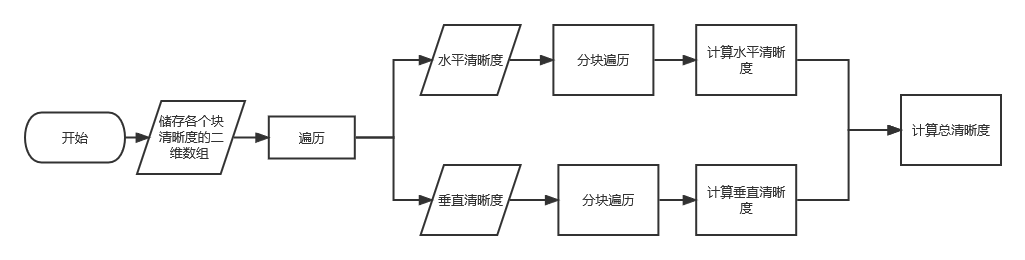 开始
储存各个块
清晰度的二
维数组
遍历
水平清晰度
分块遍历
计算水平清晰
度
垂直清晰度
分块遍历
计算垂直清晰
度
计算总清晰度